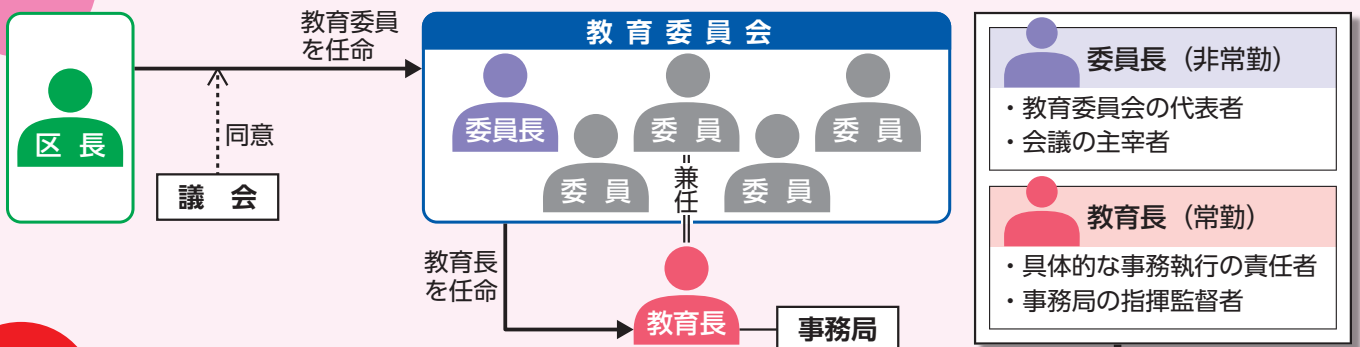 教育委員
を任命
区 長
同意
議 会
教育委員会
委員長
委 員
委 員
委 員
委 員
兼任
教育長
を任命
教育長
事務局
委員長（非常勤）
・教育委員会の代表者
・会議の主宰者
教育長（常勤）
・具体的な事務執行の責任者
・事務局の指揮監督者